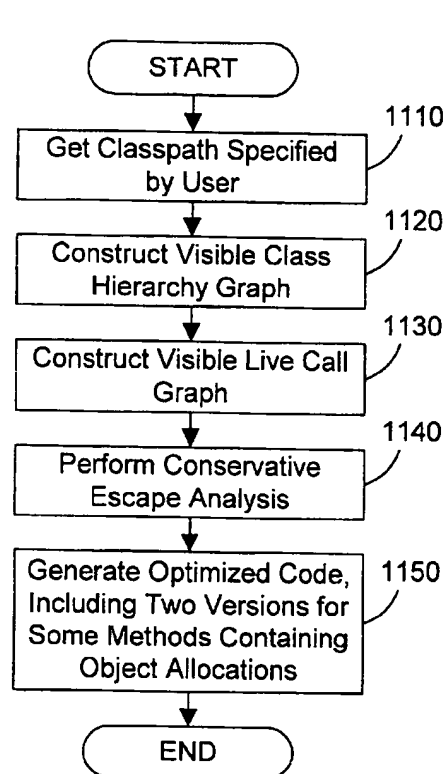 START
1110
Get Classpath Specified
by User
1120
Construct Visible Class
Hierarchy Graph
1130
Construct Visible Live Call
Graph
1140
Perform Conservative
Escape Analysis
1150
Generate Optimized Code,
Including Two Versions for
Some Methods Containing
Object Allocations
END